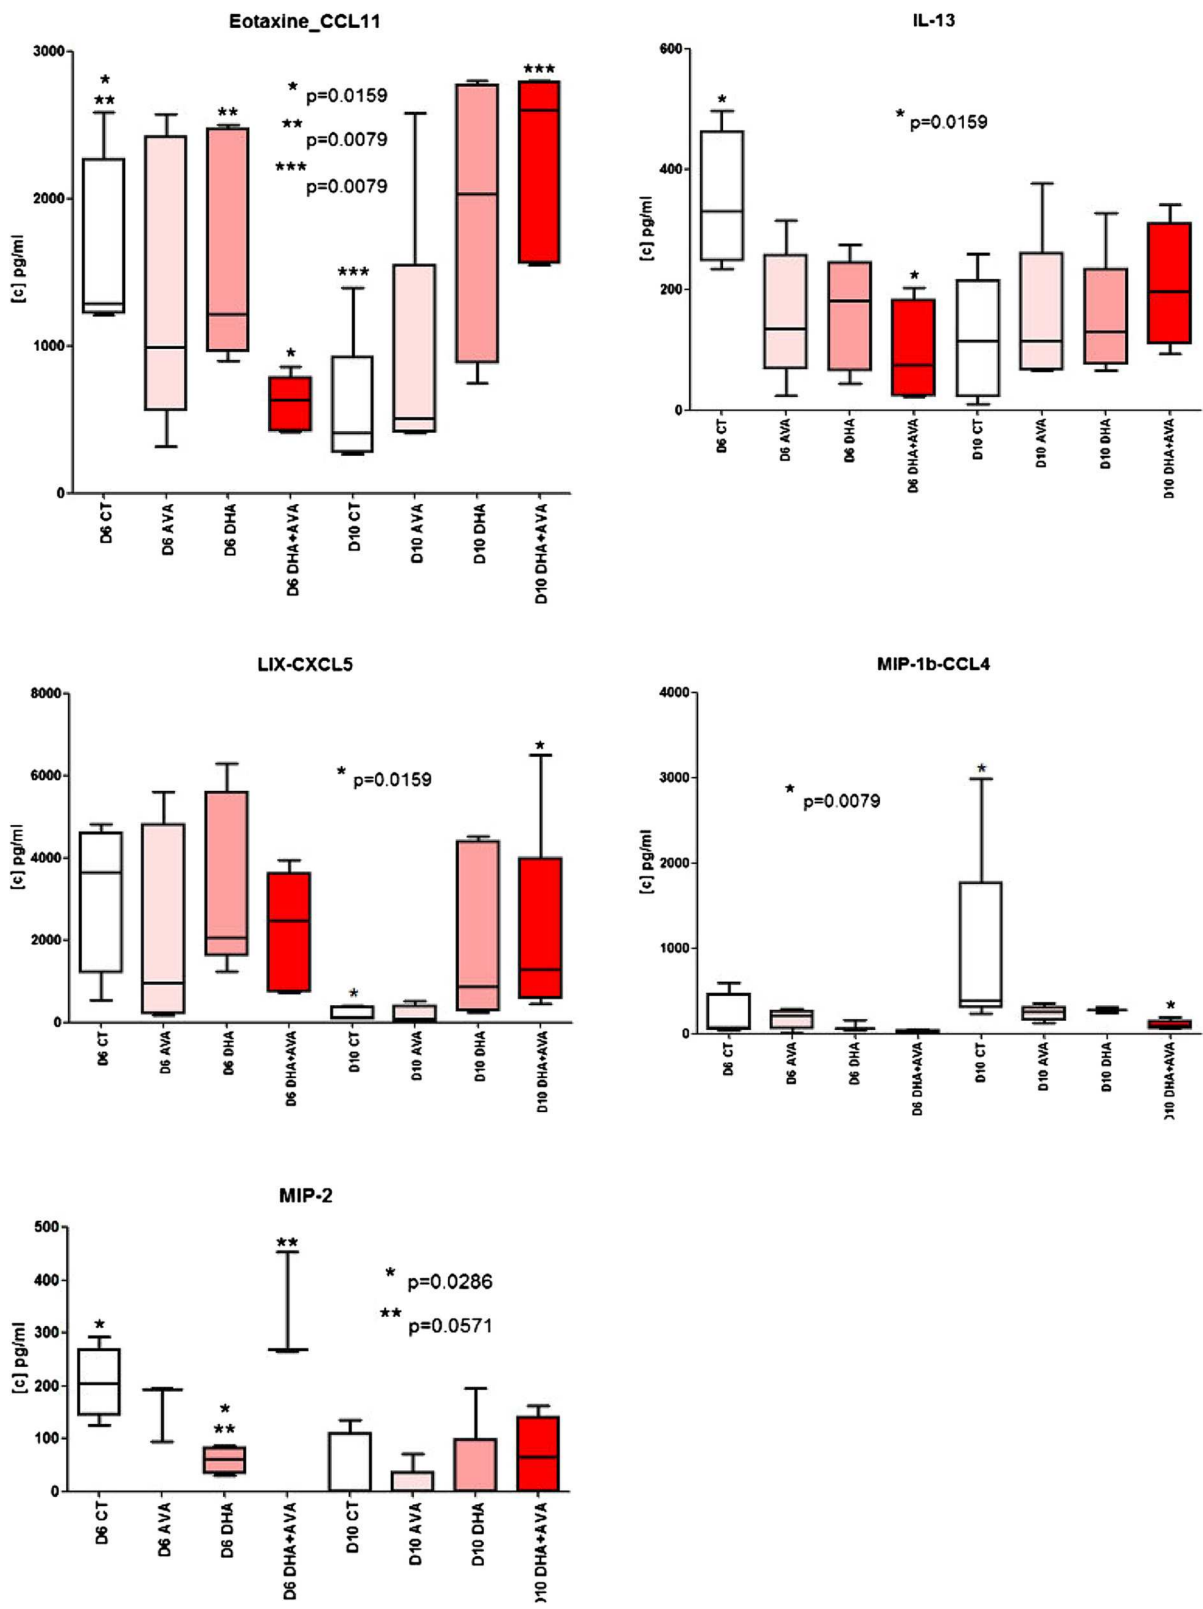 Eotaxine_CCL11
[c] pg/ml
3000
2000
1000
0
*
**
**
*
***
***
* p=0.0159
** p=0.0079
*** p=0.0079
D6 CT
D6 AVA
D6 DHA
D6 DHA+AVA
D10 CT
D10 AVA
D10 DHA
D10 DHA+AVA
IL-13
[c] pg/ml
600
400
200
0
*
*
* p=0.0159
D6 CT
D6 AVA
D6 DHA
D6 DHA+AVA
D10 CT
D10 AVA
D10 DHA
D10 DHA+AVA
LIX-CXCL5
[c] pg/ml
8000
6000
4000
2000
0
*
*
* p=0.0159
D6 CT
D6 AVA
D6 DHA
D6 DHA+AVA
D10 CT
D10 AVA
D10 DHA
D10 DHA+AVA
MIP-1b-CCL4
[c] pg/ml
4000
3000
2000
1000
0
*
*
* p=0.0079
D6 CT
D6 AVA
D6 DHA
D6 DHA+AVA
D10 CT
D10 AVA
D10 DHA
D10 DHA+AVA
MIP-2
[c] pg/ml
500
400
300
200
100
0
*
*
**
**
* p=0.0286
** p=0.0571
D6 CT
D6 AVA
D6 DHA
D6 DHA+AVA
D10 CT
D10 AVA
D10 DHA
D10 DHA+AVA